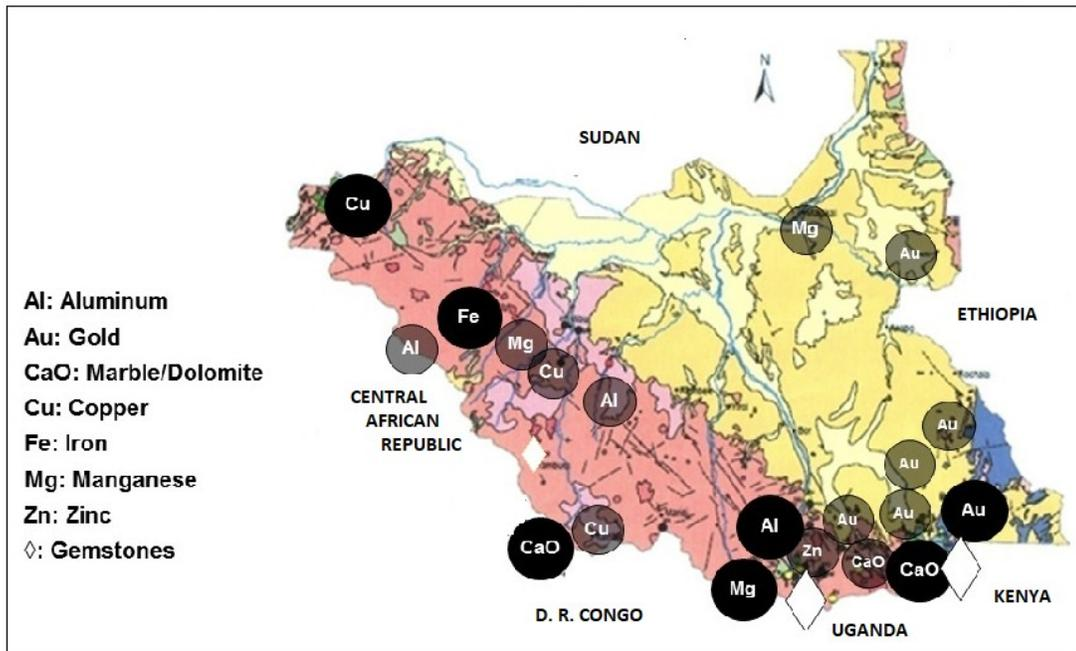 N
SUDAN
Cu
Mg
Au
Al: Aluminum
Au: Gold
CaO: Marble/Dolomite
Cu: Copper
Fe: Iron
Mg: Manganese
Zn: Zinc
◊: Gemstones
Fe
Al
Mg
Cu
Al
ETHIOPIA
CENTRAL
AFRICAN
REPUBLIC
Au
Au
Au
Au
Au
Al
Zn
CaO
CaO
Cu
CaO
Mg
D. R. CONGO
UGANDA
KENYA